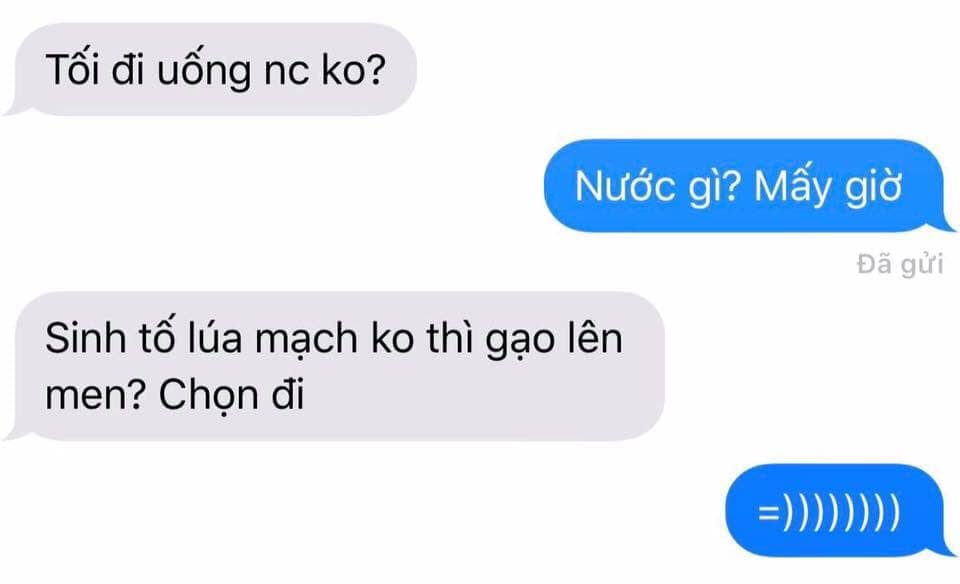 Tối đi uống nc ko?
Nước gì? Mấy giờ
Đã gửi
Sinh tố lúa mạch ko thì gạo lên
men? Chọn đi
=))))))))